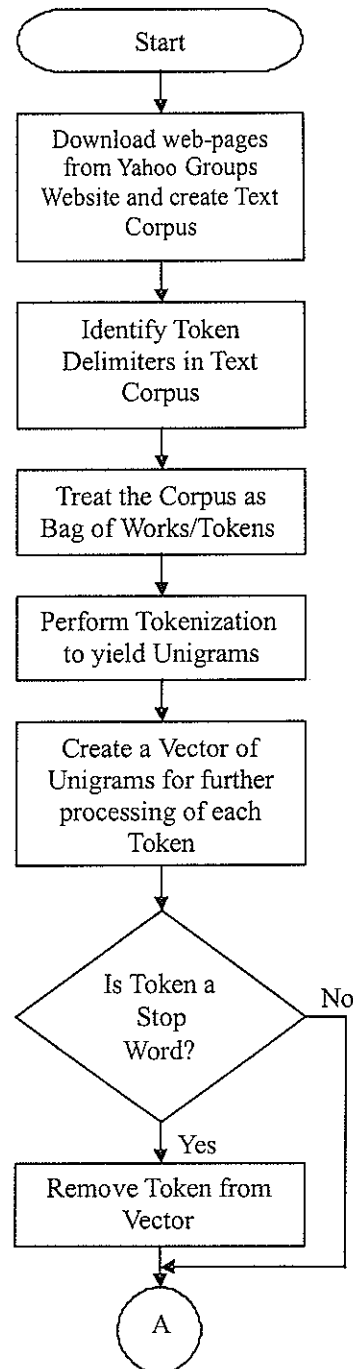 Start
Download web-pages
from Yahoo Groups
Website and create Text
Corpus
Identify Token
Delimiters in Text
Corpus
Treat the Corpus as
Bag of Works/Tokens
Perform Tokenization
to yield Unigrams
Create a Vector of
Unigrams for further
processing of each
Token
Is Token a
Stop
Word?
No
Yes
Remove Token from
Vector
A